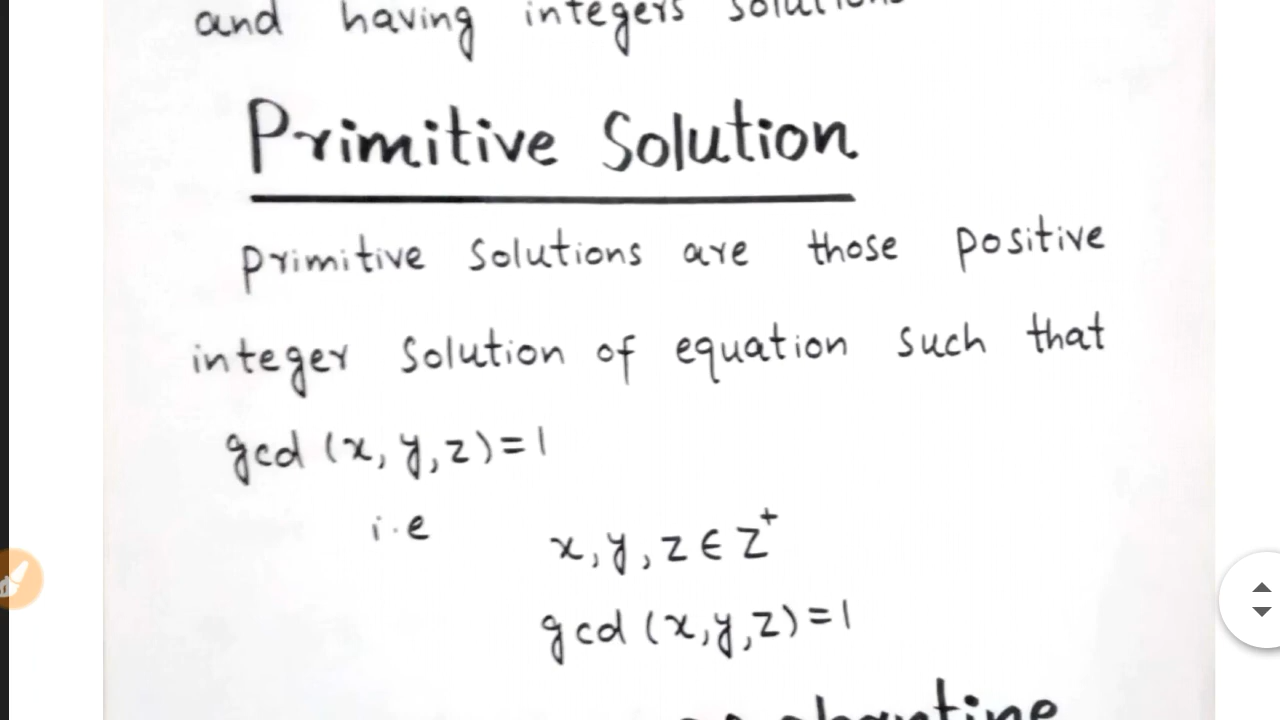 and having integers solutions
Primitive Solution
primitive solutions are those positive
integer solution of equation such that
gcd (x, y, z) = 1
i.e
x, y, z ∈ Z⁺
gcd (x, y, z) = 1